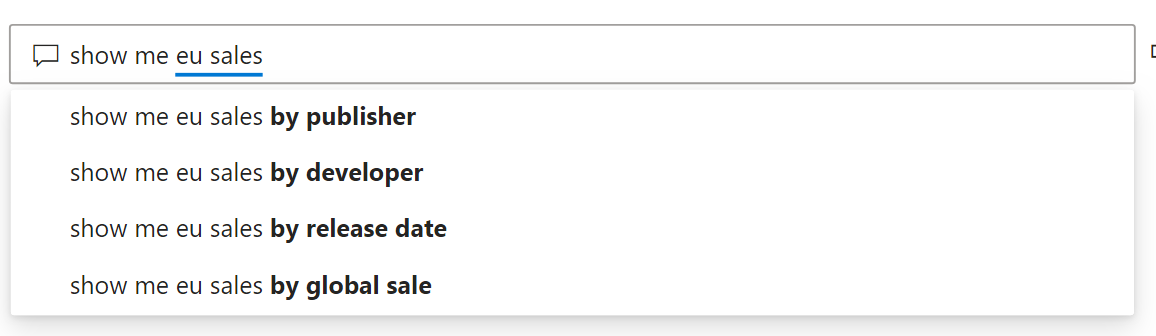 show me eu sales
show me eu sales by publisher
show me eu sales by developer
show me eu sales by release date
show me eu sales by global sale